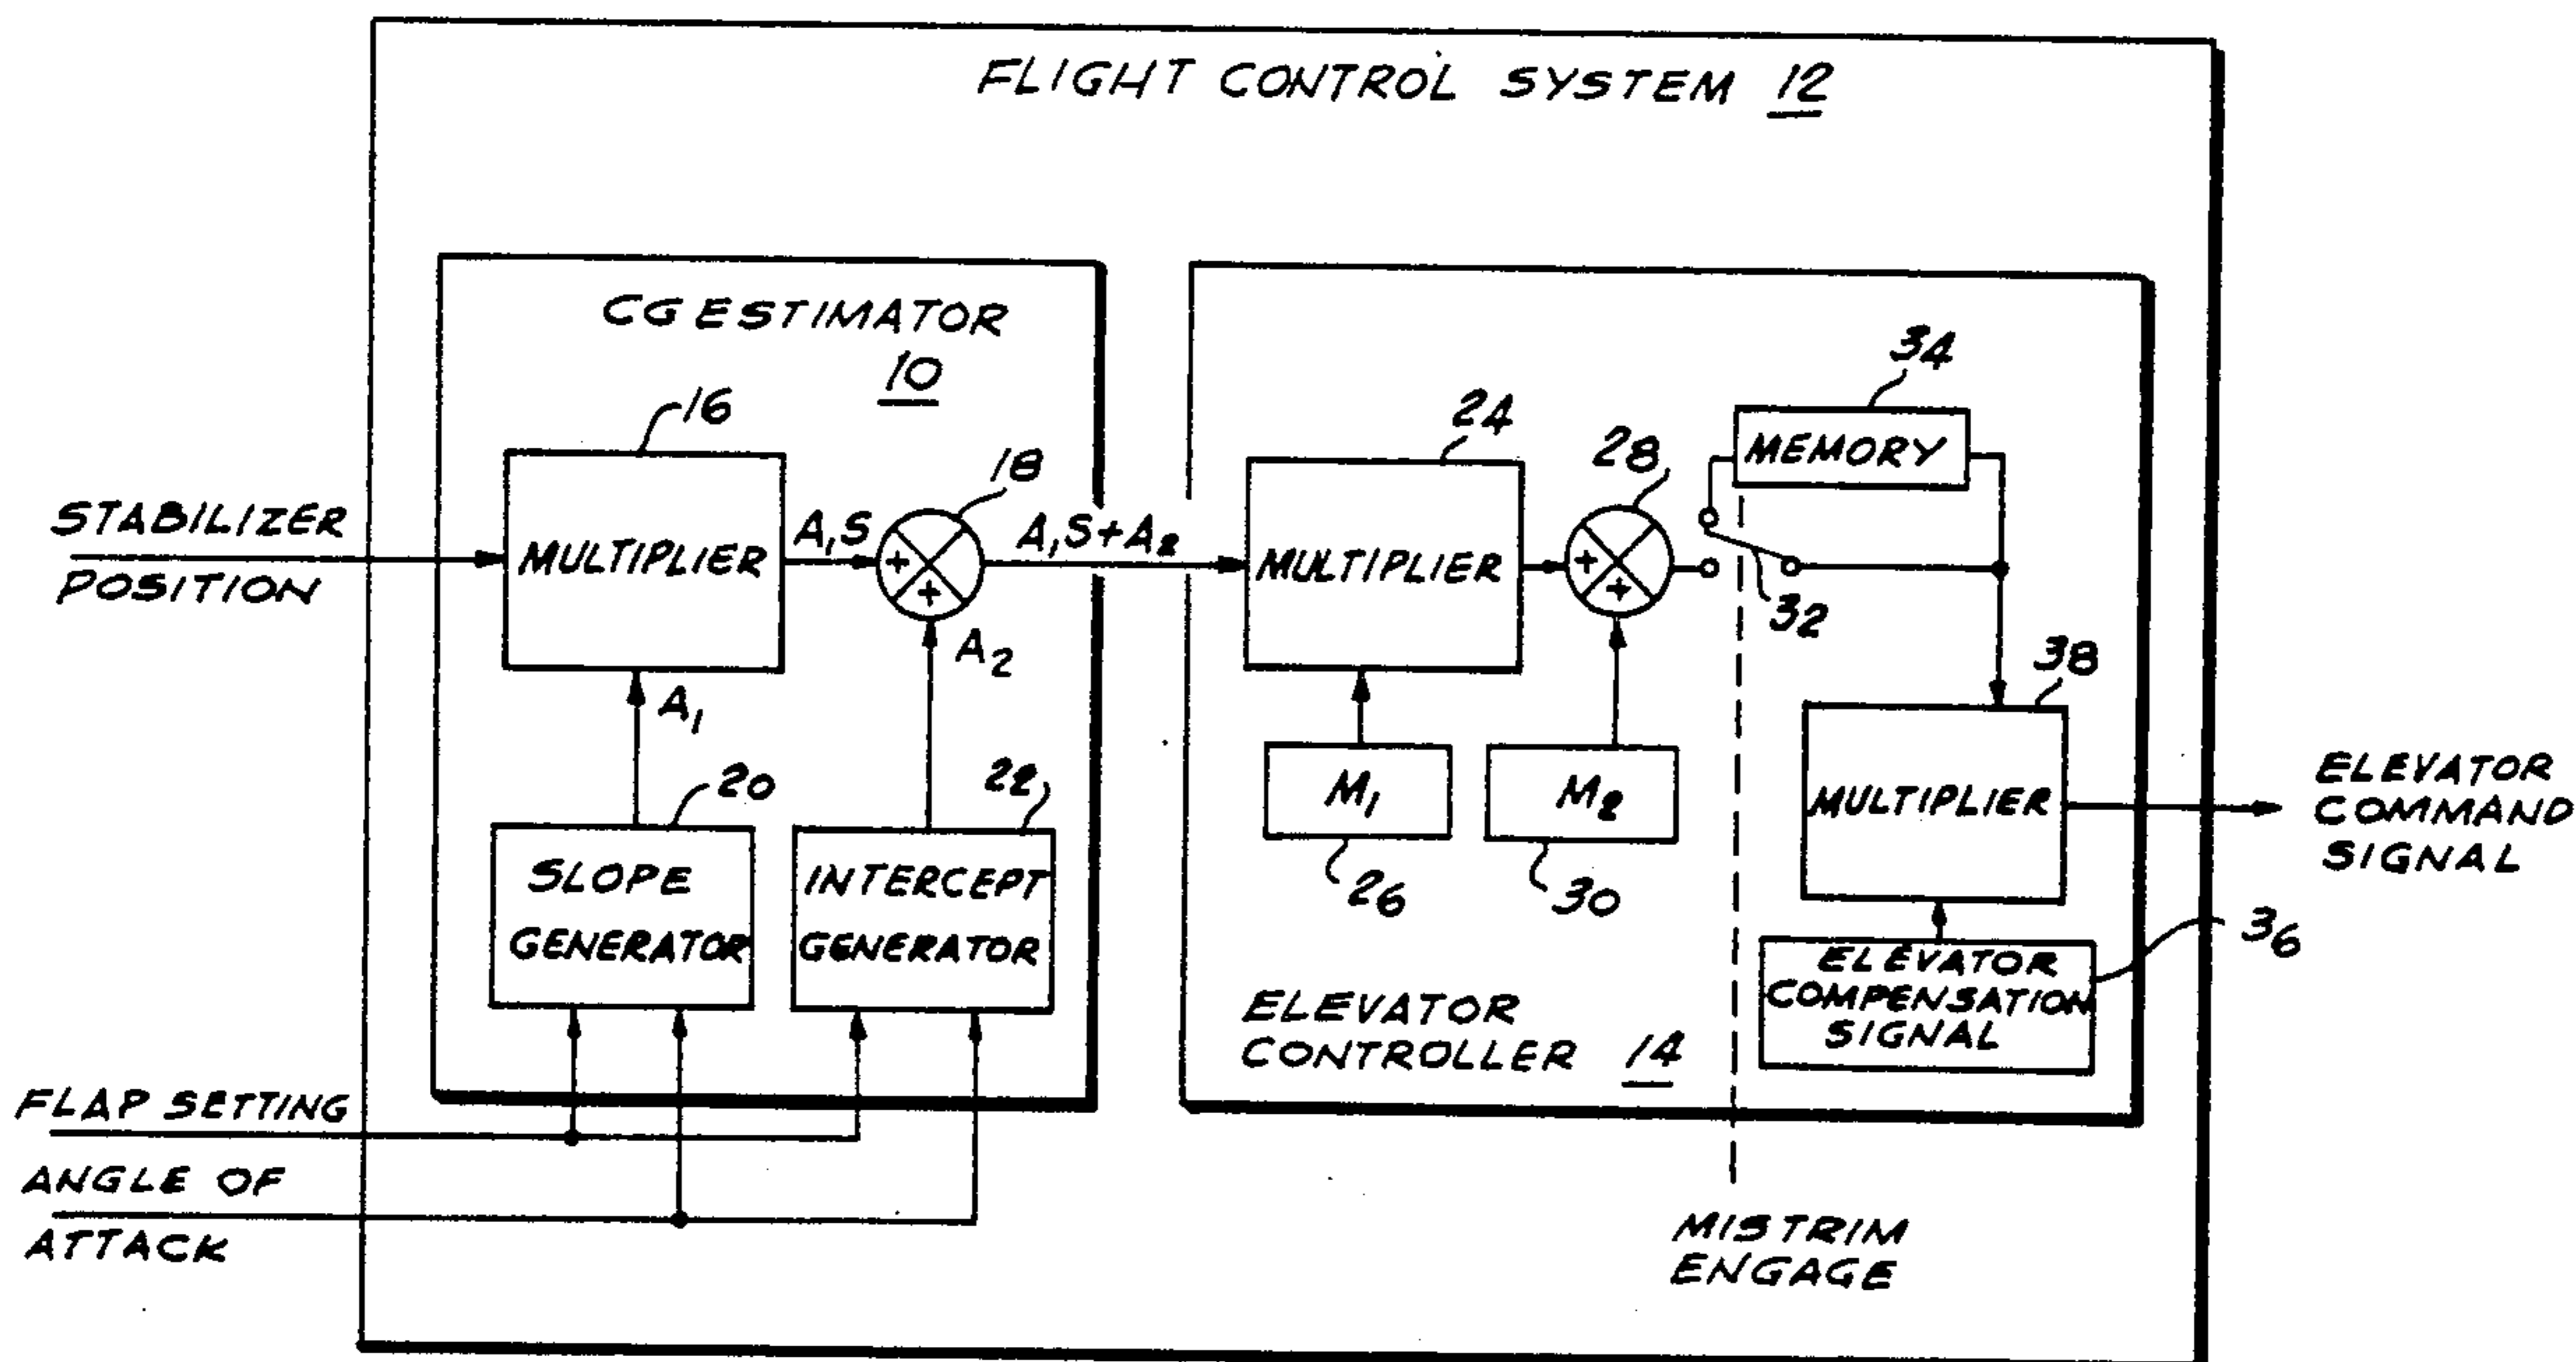 FLIGHT CONTROL SYSTEM 12
CG ESTIMATOR
10
16
18
STABILIZER
POSITION
MULTIPLIER
A₁S
+
+
A₁S+A₂
A₂
A₁
20
22
SLOPE
GENERATOR
INTERCEPT
GENERATOR
FLAP SETTING
ANGLE OF
ATTACK
24
28
34
MEMORY
MULTIPLIER
+
+
32
38
M₁
M₂
26
30
MULTIPLIER
ELEVATOR
COMPENSATION
SIGNAL
36
ELEVATOR
CONTROLLER 14
ELEVATOR
COMMAND
SIGNAL
MISTRIM
ENGAGE